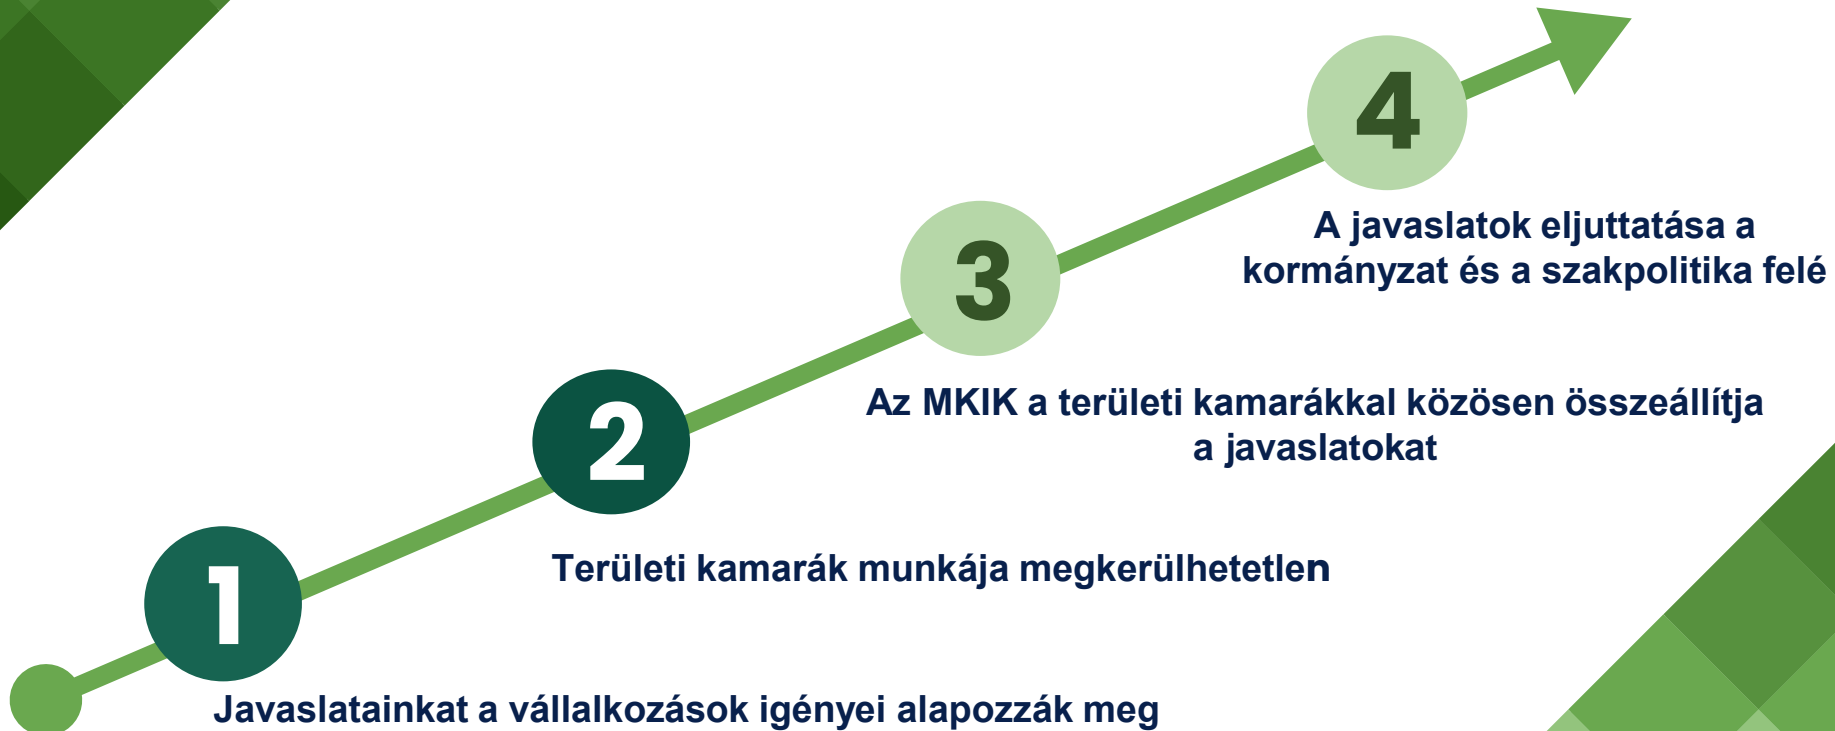 4
A javaslatok eljuttatása a
kormányzat és a szakpolitika felé
3
Az MKIK a területi kamarákkal közösen összeállítja
a javaslatokat
2
Területi kamarák munkája megkerülhetetlen
1
Javaslatainkat a vállalkozások igényei alapozzák meg